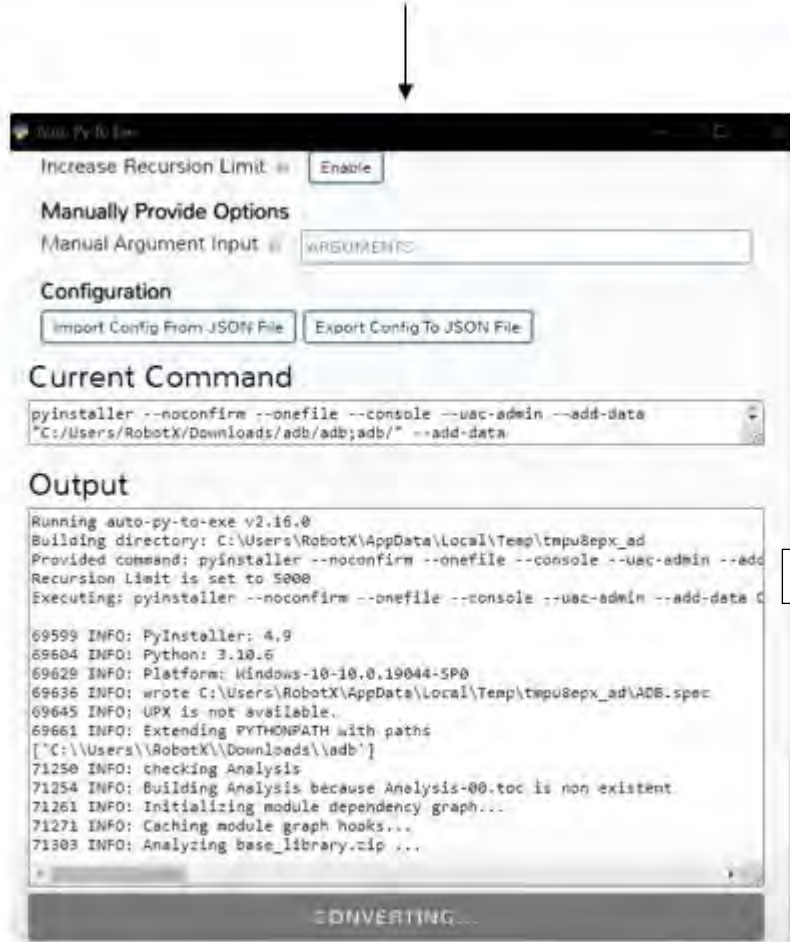 Auto Py To Exe
Increase Recursion Limit
Enable
Manually Provide Options
Manual Argument Input
ARGUMENTS
Configuration
Import Config From JSON File
Export Config To JSON File
Current Command
pyinstaller --noconfirm --onefile --console --uac-admin --add-data
"C:/Users/RobotX/Downloads/adb/adb;adb/" --add-data
Output
Running auto-py-to-exe v2.16.0
Building directory: C:\Users\RobotX\AppData\Local\Temp\tmpu8epx_ad
Provided command: pyinstaller --noconfirm --onefile --console --uac-admin --add
Recursion Limit is set to 5000
Executing: pyinstaller --noconfirm --onefile --console --uac-admin --add-data C
69599 INFO: PyInstaller: 4.9
69604 INFO: Python: 3.10.6
69629 INFO: Platform: Windows-10-10.0.19044-SP0
69636 INFO: wrote C:\Users\RobotX\AppData\Local\Temp\tmpu8epx_ad\ADB.spec
69645 INFO: UPX is not available.
69661 INFO: Extending PYTHONPATH with paths
['C:\\Users\\RobotX\\Downloads\\adb']
71250 INFO: checking Analysis
71254 INFO: Building Analysis because Analysis-00.toc is non existent
71261 INFO: Initializing module dependency graph...
71271 INFO: Caching module graph hooks...
71303 INFO: Analyzing base_library.zip ...
CONVERTING...